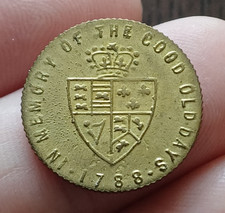 IN MEMORY OF THE GOOD OLD DAYS
· 1788 ·